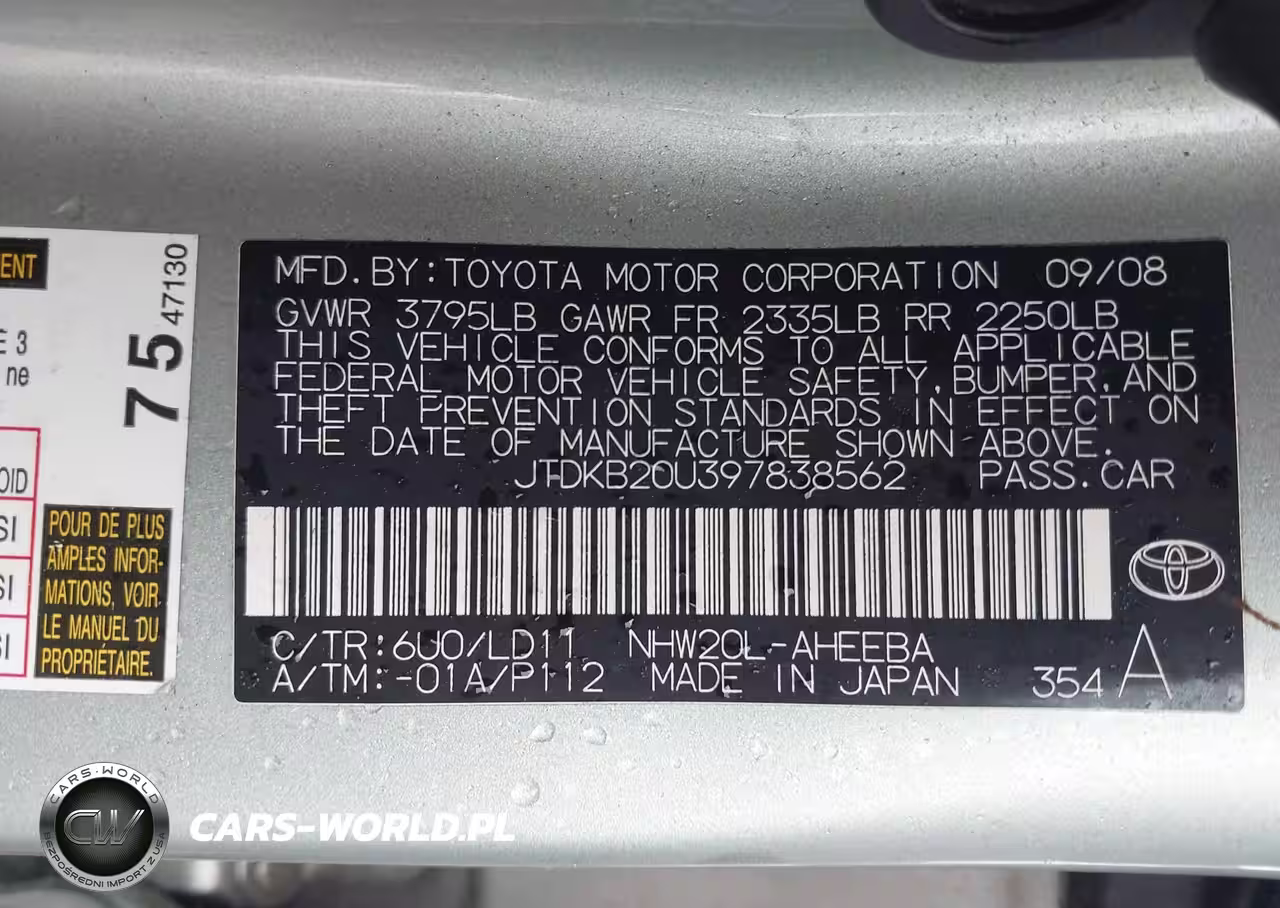 ENT
E 3
ne
75
47130
OID
SI
SI
SI
POUR DE PLUS
AMPLES INFOR-
MATIONS, VOIR
LE MANUEL DU
PROPRIÉTAIRE.
MFD.BY:TOYOTA MOTOR CORPORATION 09/08
GVWR 3795LB GAWR FR 2335LB RR 2250LB
THIS VEHICLE CONFORMS TO ALL APPLICABLE
FEDERAL MOTOR VEHICLE SAFETY, BUMPER, AND
THEFT PREVENTION STANDARDS IN EFFECT ON
THE DATE OF MANUFACTURE SHOWN ABOVE.
JTDKB20U397838562 PASS.CAR
C/TR:6U0/LD11 NHW20L-AHEEBA
A/TM:-01A/P112 MADE IN JAPAN 354 A
CARS-WORLD
CW
BEZPOŚREDNI IMPORT Z USA
CARS-WORLD.PL